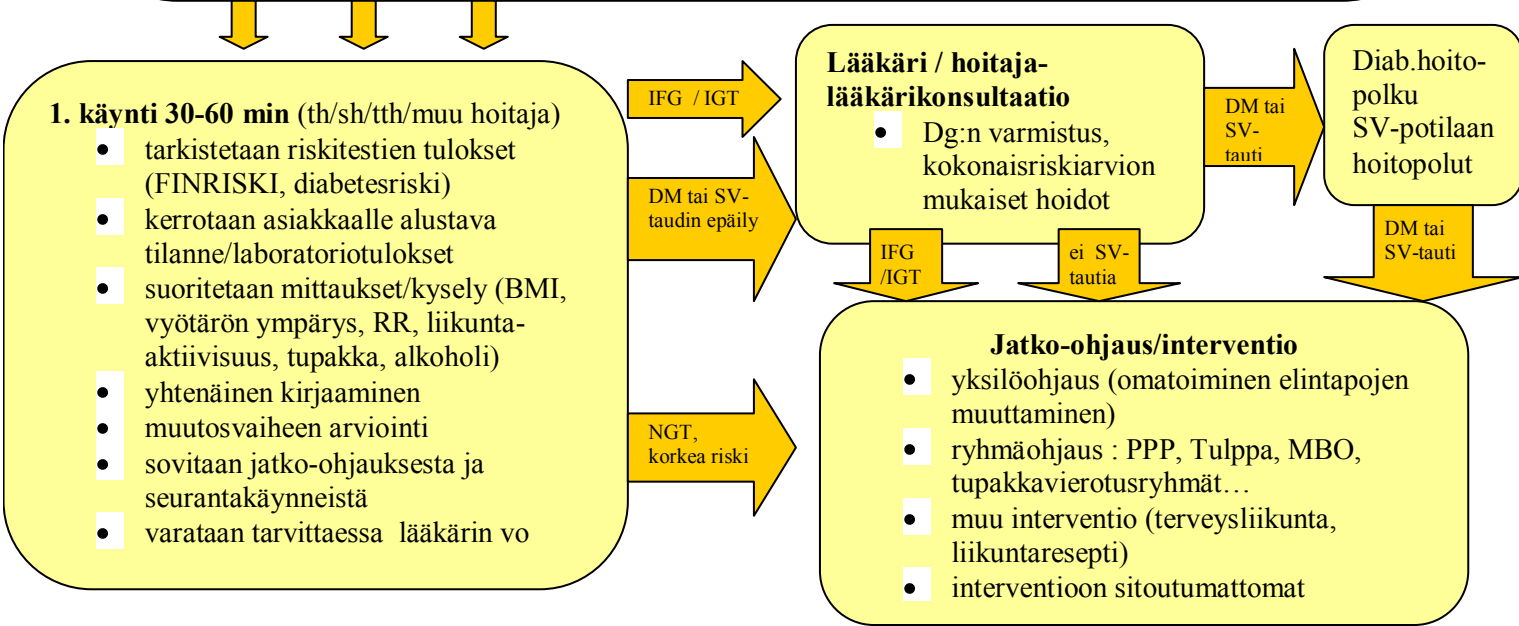 1. käynti 30-60 min (th/sh/tth/muu hoitaja)
• tarkistetaan riskitestien tulokset
(FINRISKI, diabetesriski)
• kerrotaan asiakkaalle alustava
tilanne/laboratoriotulokset
• suoritetaan mittaukset/kysely (BMI,
vyötärön ympärys, RR, liikunta-
aktiivisuus, tupakka, alkoholi)
• yhtenäinen kirjaaminen
• muutosvaiheen arviointi
• sovitaan jatko-ohjauksesta ja
seurantakäynneistä
• varataan tarvittaessa lääkärin vo
IFG / IGT
DM tai SV-
taudin epäily
NGT,
korkea riski
Lääkäri / hoitaja-
lääkärikonsultaatio
• Dg:n varmistus,
kokonaisriskiarvion
mukaiset hoidot
DM tai
SV-
tauti
Diab.hoito-
polku
SV-potilaan
hoitopolut
IFG
/IGT
ei SV-
tautia
DM tai
SV-tauti
Jatko-ohjaus/interventio
• yksilöohjaus (omatoiminen elintapojen
muuttaminen)
• ryhmäohjaus : PPP, Tulppa, MBO,
tupakkavierotusryhmät…
• muu interventio (terveysliikunta,
liikuntaresepti)
• interventioon sitoutumattomat